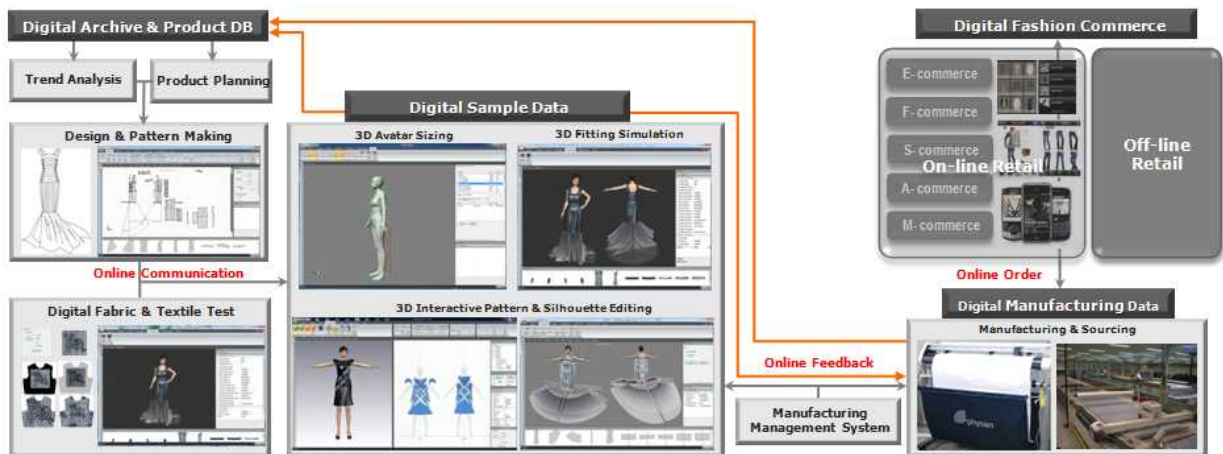 Digital Archive & Product DB
Trend Analysis
Product Planning
Design & Pattern Making
Online Communication
Digital Fabric & Textile Test
Digital Sample Data
3D Avatar Sizing
3D Fitting Simulation
3D Interactive Pattern & Silhouette Editing
Digital Fashion Commerce
E- commerce
F- commerce
S- commerce
A- commerce
M- commerce
On-line Retail
Off-line
Retail
Online Order
Digital Manufacturing Data
Manufacturing & Sourcing
Online Feedback
Manufacturing
Management System